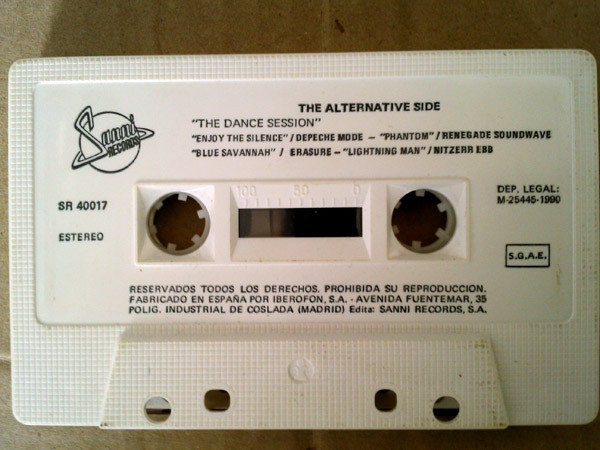 Sanni
RECORDS
THE ALTERNATIVE SIDE
"THE DANCE SESSION"
"ENJOY THE SILENCE" / DEPECHE MODE – "PHANTOM" / RENEGADE SOUNDWAVE
"BLUE SAVANNAH" / ERASURE – "LIGHTNING MAN" / NITZERR EBB
100 50 0
SR 40017
ESTEREO
DEP. LEGAL:
M-25445-1990
S.G.A.E.
RESERVADOS TODOS LOS DERECHOS. PROHIBIDA SU REPRODUCCION.
FABRICADO EN ESPAÑA POR IBEROFON, S.A. - AVENIDA FUENTEMAR, 35
POLIG. INDUSTRIAL DE COSLADA (MADRID) Edita: SANNI RECORDS, S.A.